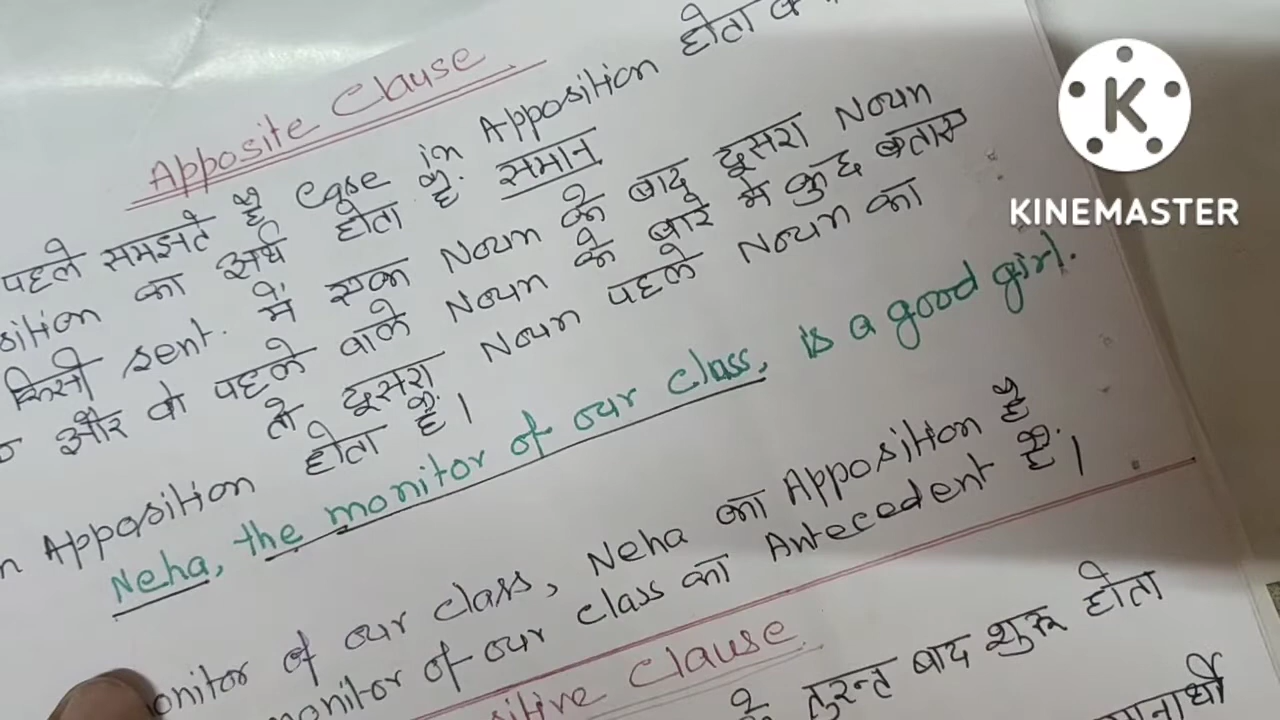 Apposite Clause
पहले समझते है Case in Apposition होता
sition का अर्थ होता है. समान
किसी sent. में एक Noun के बाद दूसरा Noun
और वो पहले वाले Noun के बारे में कुछ बताए
तो दूसरा Noun पहले Noun का
n Apposition होता है।
Neha, the monitor of our class, is a good girl.
onitor of our class, Neha का Apposition है
monitor of our class का Antecedent है.।
sitive Clause
के तुरन्त बाद शुरू होता
K
KINEMASTER